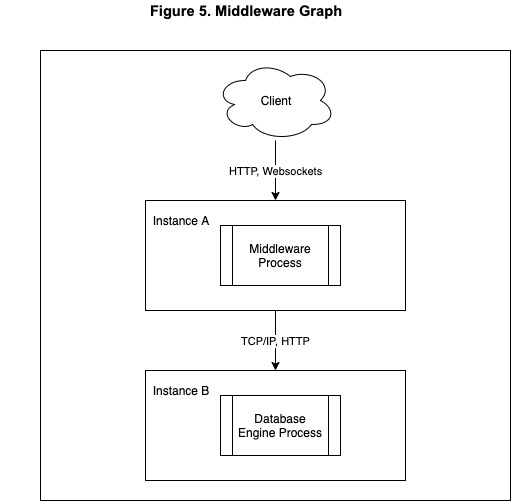 Figure 5. Middleware Graph
Client
HTTP, Websockets
Instance A
Middleware
Process
TCP/IP, HTTP
Instance B
Database
Engine Process